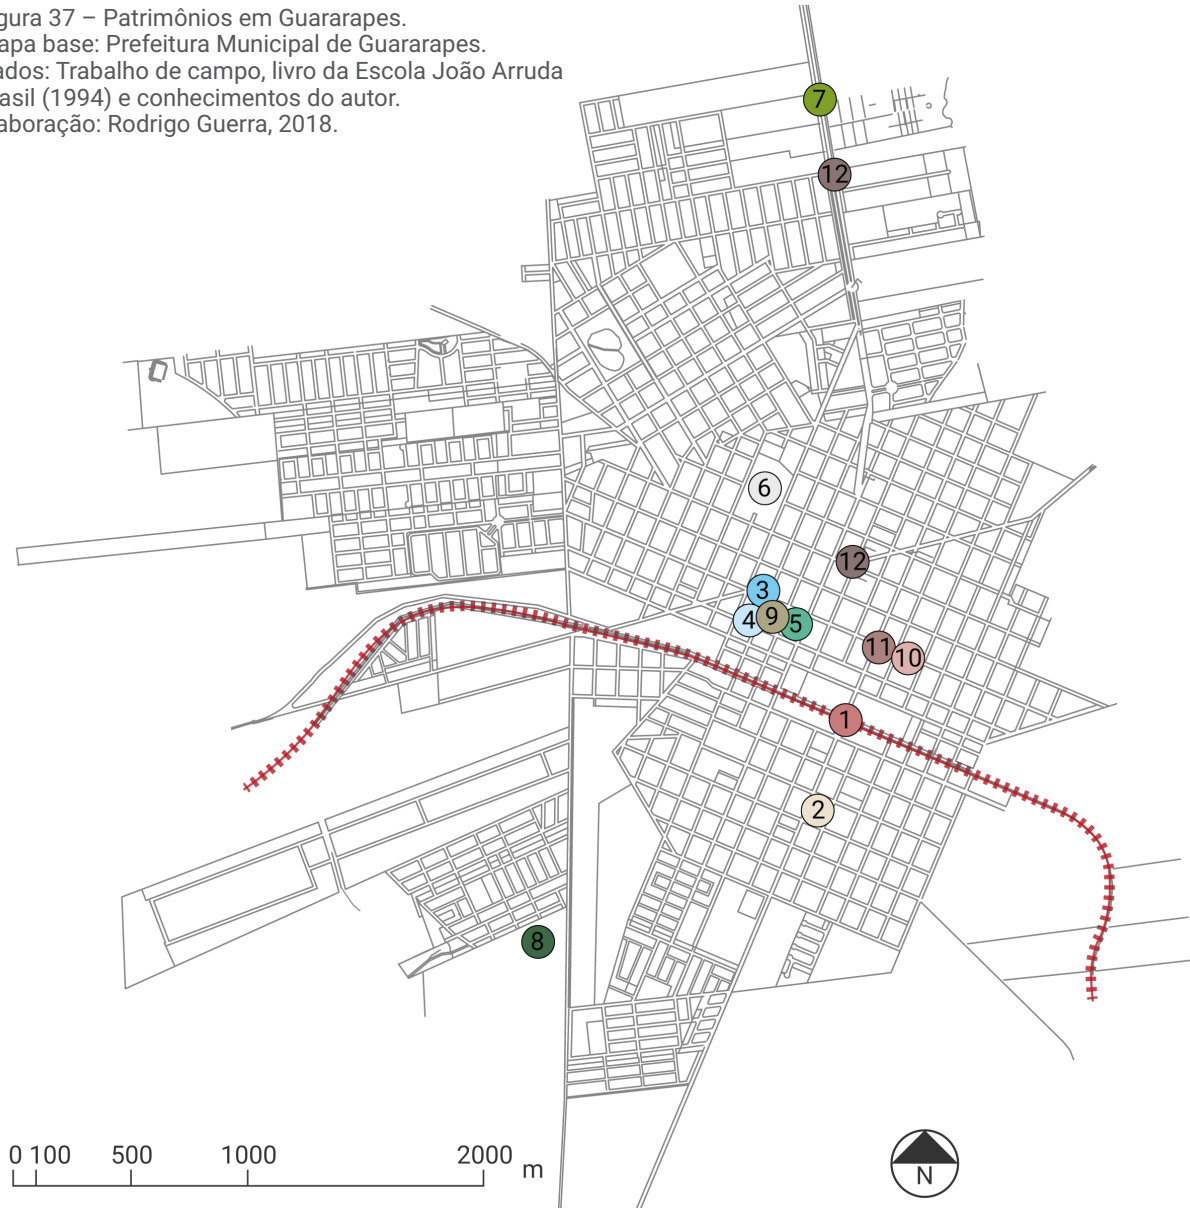 gura 37 – Patrimônios em Guararapes.
apa base: Prefeitura Municipal de Guararapes.
ados: Trabalho de campo, livro da Escola João Arruda
asil (1994) e conhecimentos do autor.
aboração: Rodrigo Guerra, 2018.
7
12
6
12
3
4 9 5
11 10
1
2
8
0 100 500 1000 2000 m
N